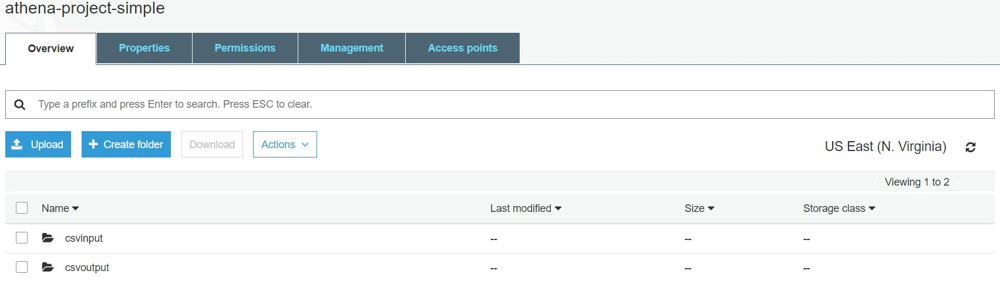 athena-project-simple
Overview Properties Permissions Management Access points
Type a prefix and press Enter to search. Press ESC to clear.
Upload Create folder Download Actions
US East (N. Virginia)
Viewing 1 to 2
Name Last modified Size Storage class
csvinput -- -- --
csvoutput -- -- --